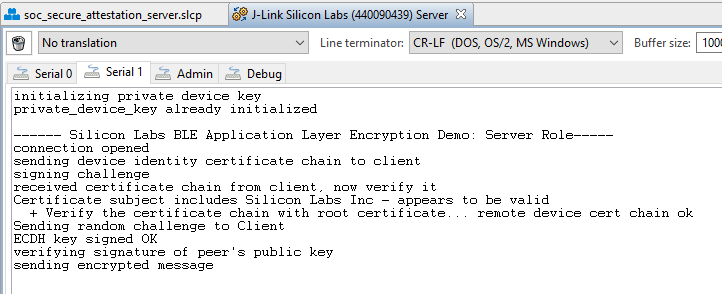 soc_secure_attestation_server.slcp
J-Link Silicon Labs (440090439) Server
No translation
Line terminator:
CR-LF (DOS, OS/2, MS Windows)
Buffer size:
1000
Serial 0
Serial 1
Admin
Debug
initializing private device key
private_device_key already initialized
------ Silicon Labs BLE Application Layer Encryption Demo: Server Role-----
connection opened
sending device identity certificate chain to client
signing challenge
received certificate chain from client, now verify it
Certificate subject includes Silicon Labs Inc - appears to be valid
+ Verify the certificate chain with root certificate... remote device cert chain ok
Sending random challenge to Client
ECDH key signed OK
verifying signature of peer's public key
sending encrypted message